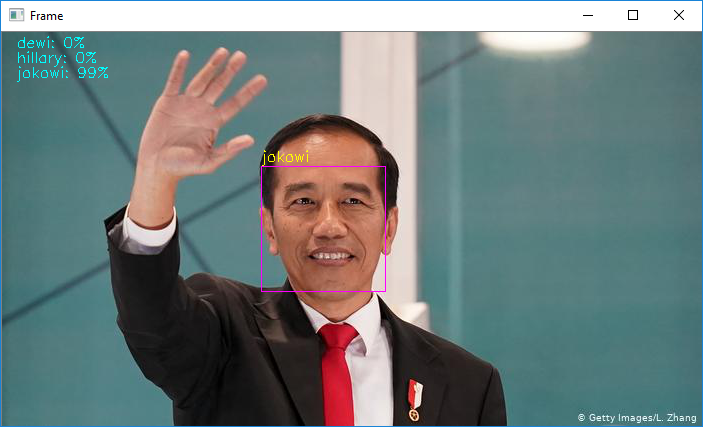 Frame
dewi: 0%
hillary: 0%
jokowi: 99%
jokowi
© Getty Images/L. Zhang